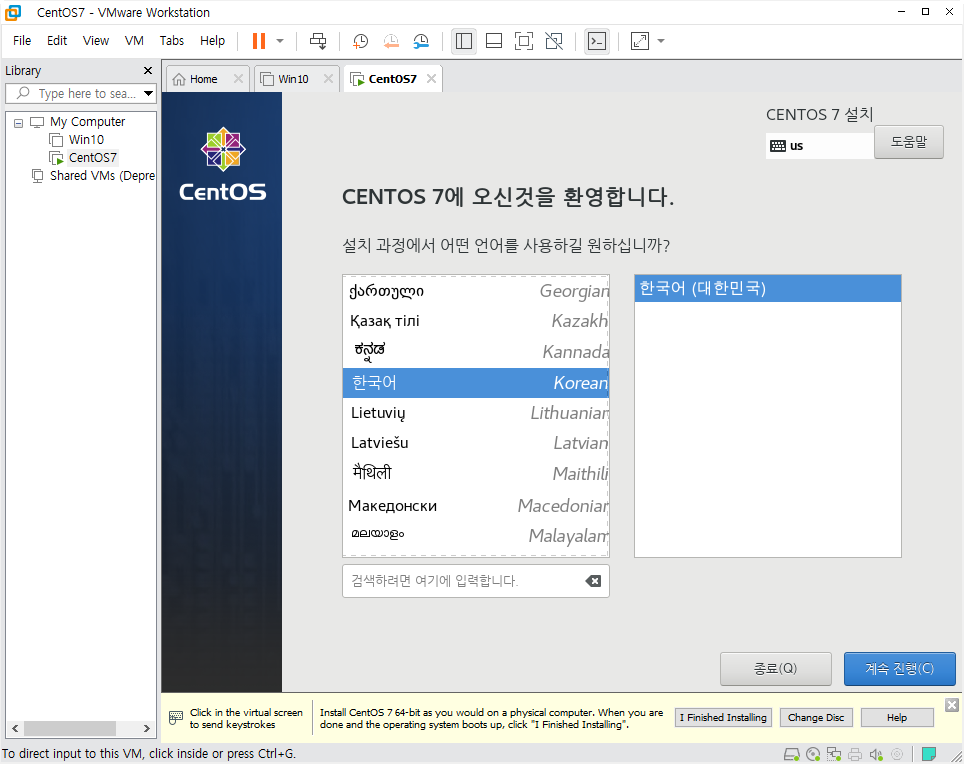 CentOS7 - VMware Workstation
File Edit View VM Tabs Help
Library
Type here to sea...
My Computer
Win10
CentOS7
Shared VMs (Depre
Home
Win10
CentOS7
CentOS
CENTOS 7 설치
us
도움말
CENTOS 7에 오신것을 환영합니다.
설치 과정에서 어떤 언어를 사용하길 원하십니까?
ქართული Georgian
Қазақ тілі Kazakh
ಕನ್ನಡ Kannada
한국어 Korean
Lietuvių Lithuanian
Latviešu Latvian
मैथिली Maithili
Македонски Macedonian
മലയാളം Malayalam
한국어 (대한민국)
검색하려면 여기에 입력합니다.
종료(Q)
계속 진행(C)
Click in the virtual screen
to send keystrokes
Install CentOS 7 64-bit as you would on a physical computer. When you are
done and the operating system boots up, click "I Finished Installing".
I Finished Installing
Change Disc
Help
To direct input to this VM, click inside or press Ctrl+G.